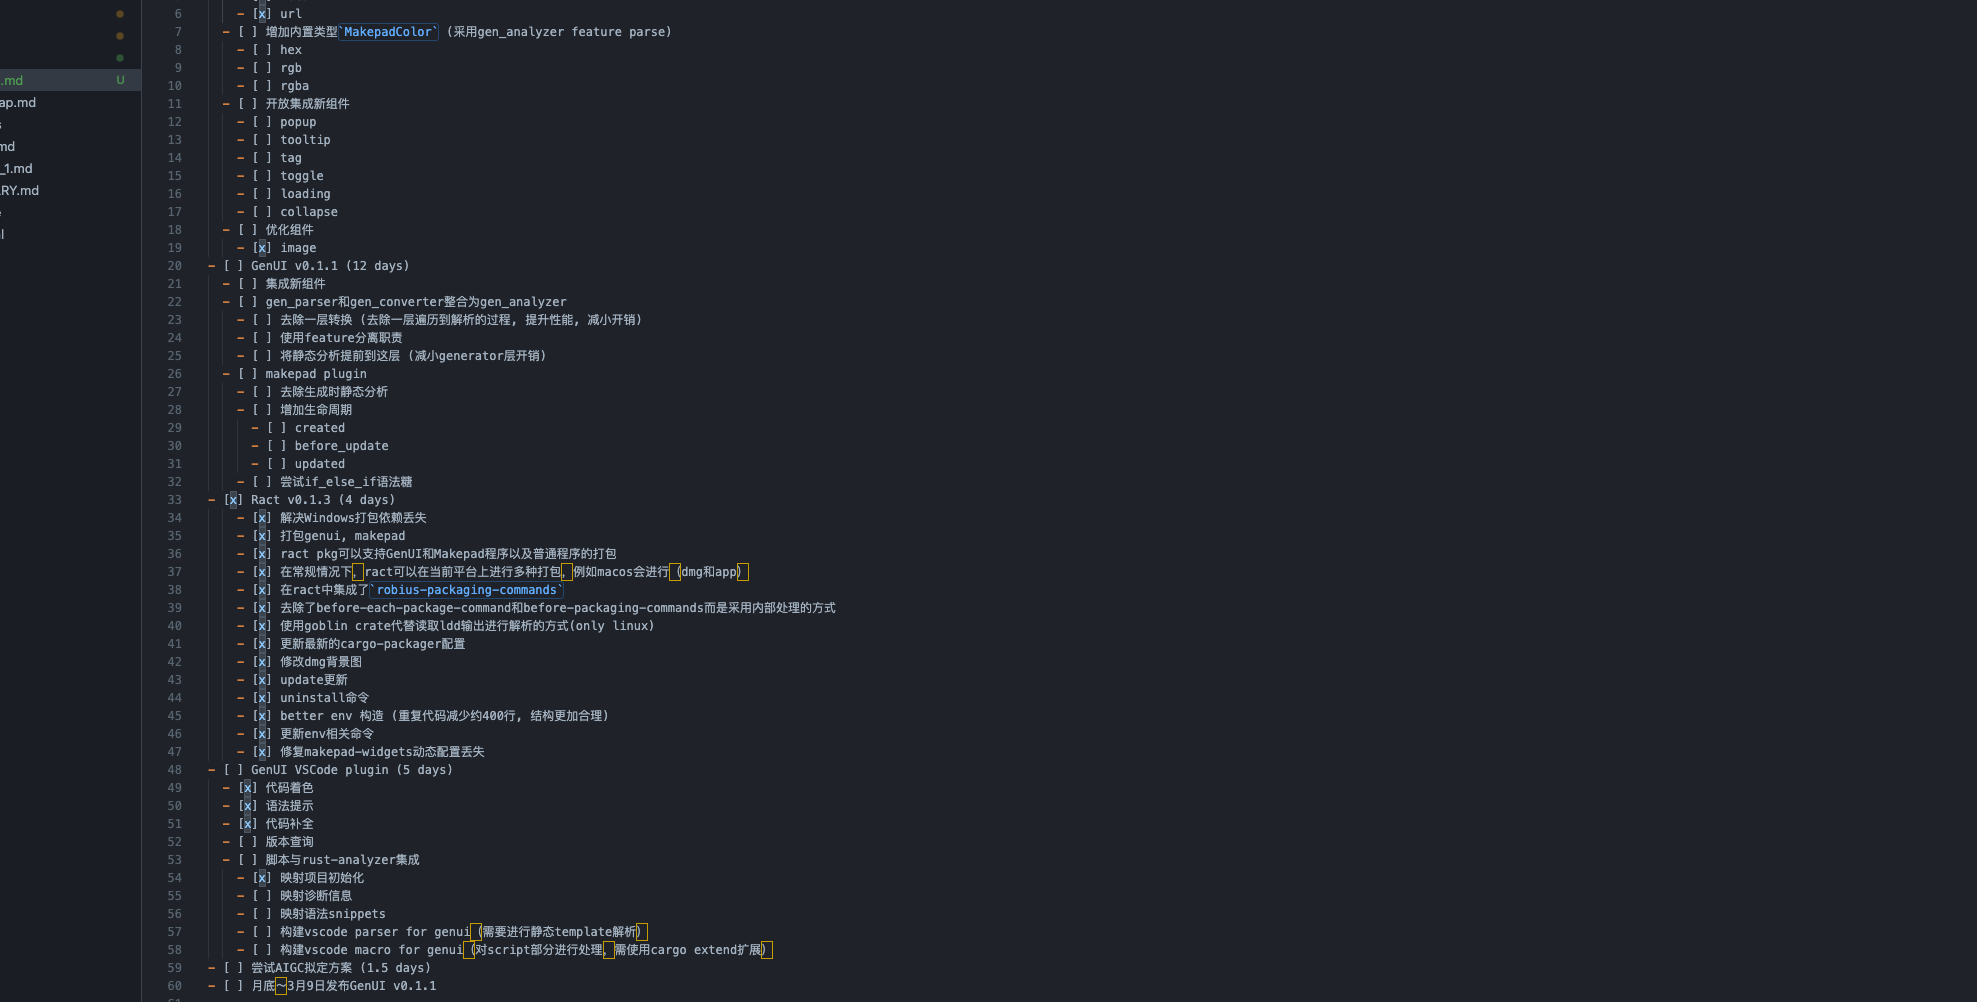 6 - [x] url
7 - [ ] 增加内置类型`MakepadColor` (采用gen_analyzer feature parse)
8 - [ ] hex
9 - [ ] rgb
10 - [ ] rgba
11 - [ ] 开放集成新组件
12 - [ ] popup
13 - [ ] tooltip
14 - [ ] tag
15 - [ ] toggle
16 - [ ] loading
17 - [ ] collapse
18 - [ ] 优化组件
19 - [x] image
20 - [ ] GenUI v0.1.1 (12 days)
21 - [ ] 集成新组件
22 - [ ] gen_parser和gen_converter整合为gen_analyzer
23 - [ ] 去除一层转换 (去除一层遍历到解析的过程, 提升性能, 减小开销)
24 - [ ] 使用feature分离职责
25 - [ ] 将静态分析提前到这层 (减小generator层开销)
26 - [ ] makepad plugin
27 - [ ] 去除生成时静态分析
28 - [ ] 增加生命周期
29 - [ ] created
30 - [ ] before_update
31 - [ ] updated
32 - [ ] 尝试if_else_if语法糖
33 - [x] Ract v0.1.3 (4 days)
34 - [x] 解决Windows打包依赖丢失
35 - [x] 打包genui, makepad
36 - [x] ract pkg可以支持GenUI和Makepad程序以及普通程序的打包
37 - [x] 在常规情况下，ract可以在当前平台上进行多种打包，例如macos会进行（dmg和app）
38 - [x] 在ract中集成了`robius-packaging-commands`
39 - [x] 去除了before-each-package-command和before-packaging-commands而是采用内部处理的方式
40 - [x] 使用goblin crate代替读取ldd输出进行解析的方式(only linux)
41 - [x] 更新最新的cargo-packager配置
42 - [x] 修改dmg背景图
43 - [x] update更新
44 - [x] uninstall命令
45 - [x] better env 构造 (重复代码减少约400行, 结构更加合理)
46 - [x] 更新env相关命令
47 - [x] 修复makepad-widgets动态配置丢失
48 - [ ] GenUI VSCode plugin (5 days)
49 - [x] 代码着色
50 - [x] 语法提示
51 - [x] 代码补全
.md U
52 - [ ] 版本查询
53 - [ ] 脚本与rust-analyzer集成
54 - [x] 映射项目初始化
55 - [ ] 映射诊断信息
56 - [ ] 映射语法snippets
57 - [ ] 构建vscode parser for genui（需要进行静态template解析）
58 - [ ] 构建vscode macro for genui（对script部分进行处理，需使用cargo extend扩展）
59 - [ ] 尝试AIGC拟定方案 (1.5 days)
60 - [ ] 月底～3月9日发布GenUI v0.1.1
ap.md
md
_1.md
RY.md